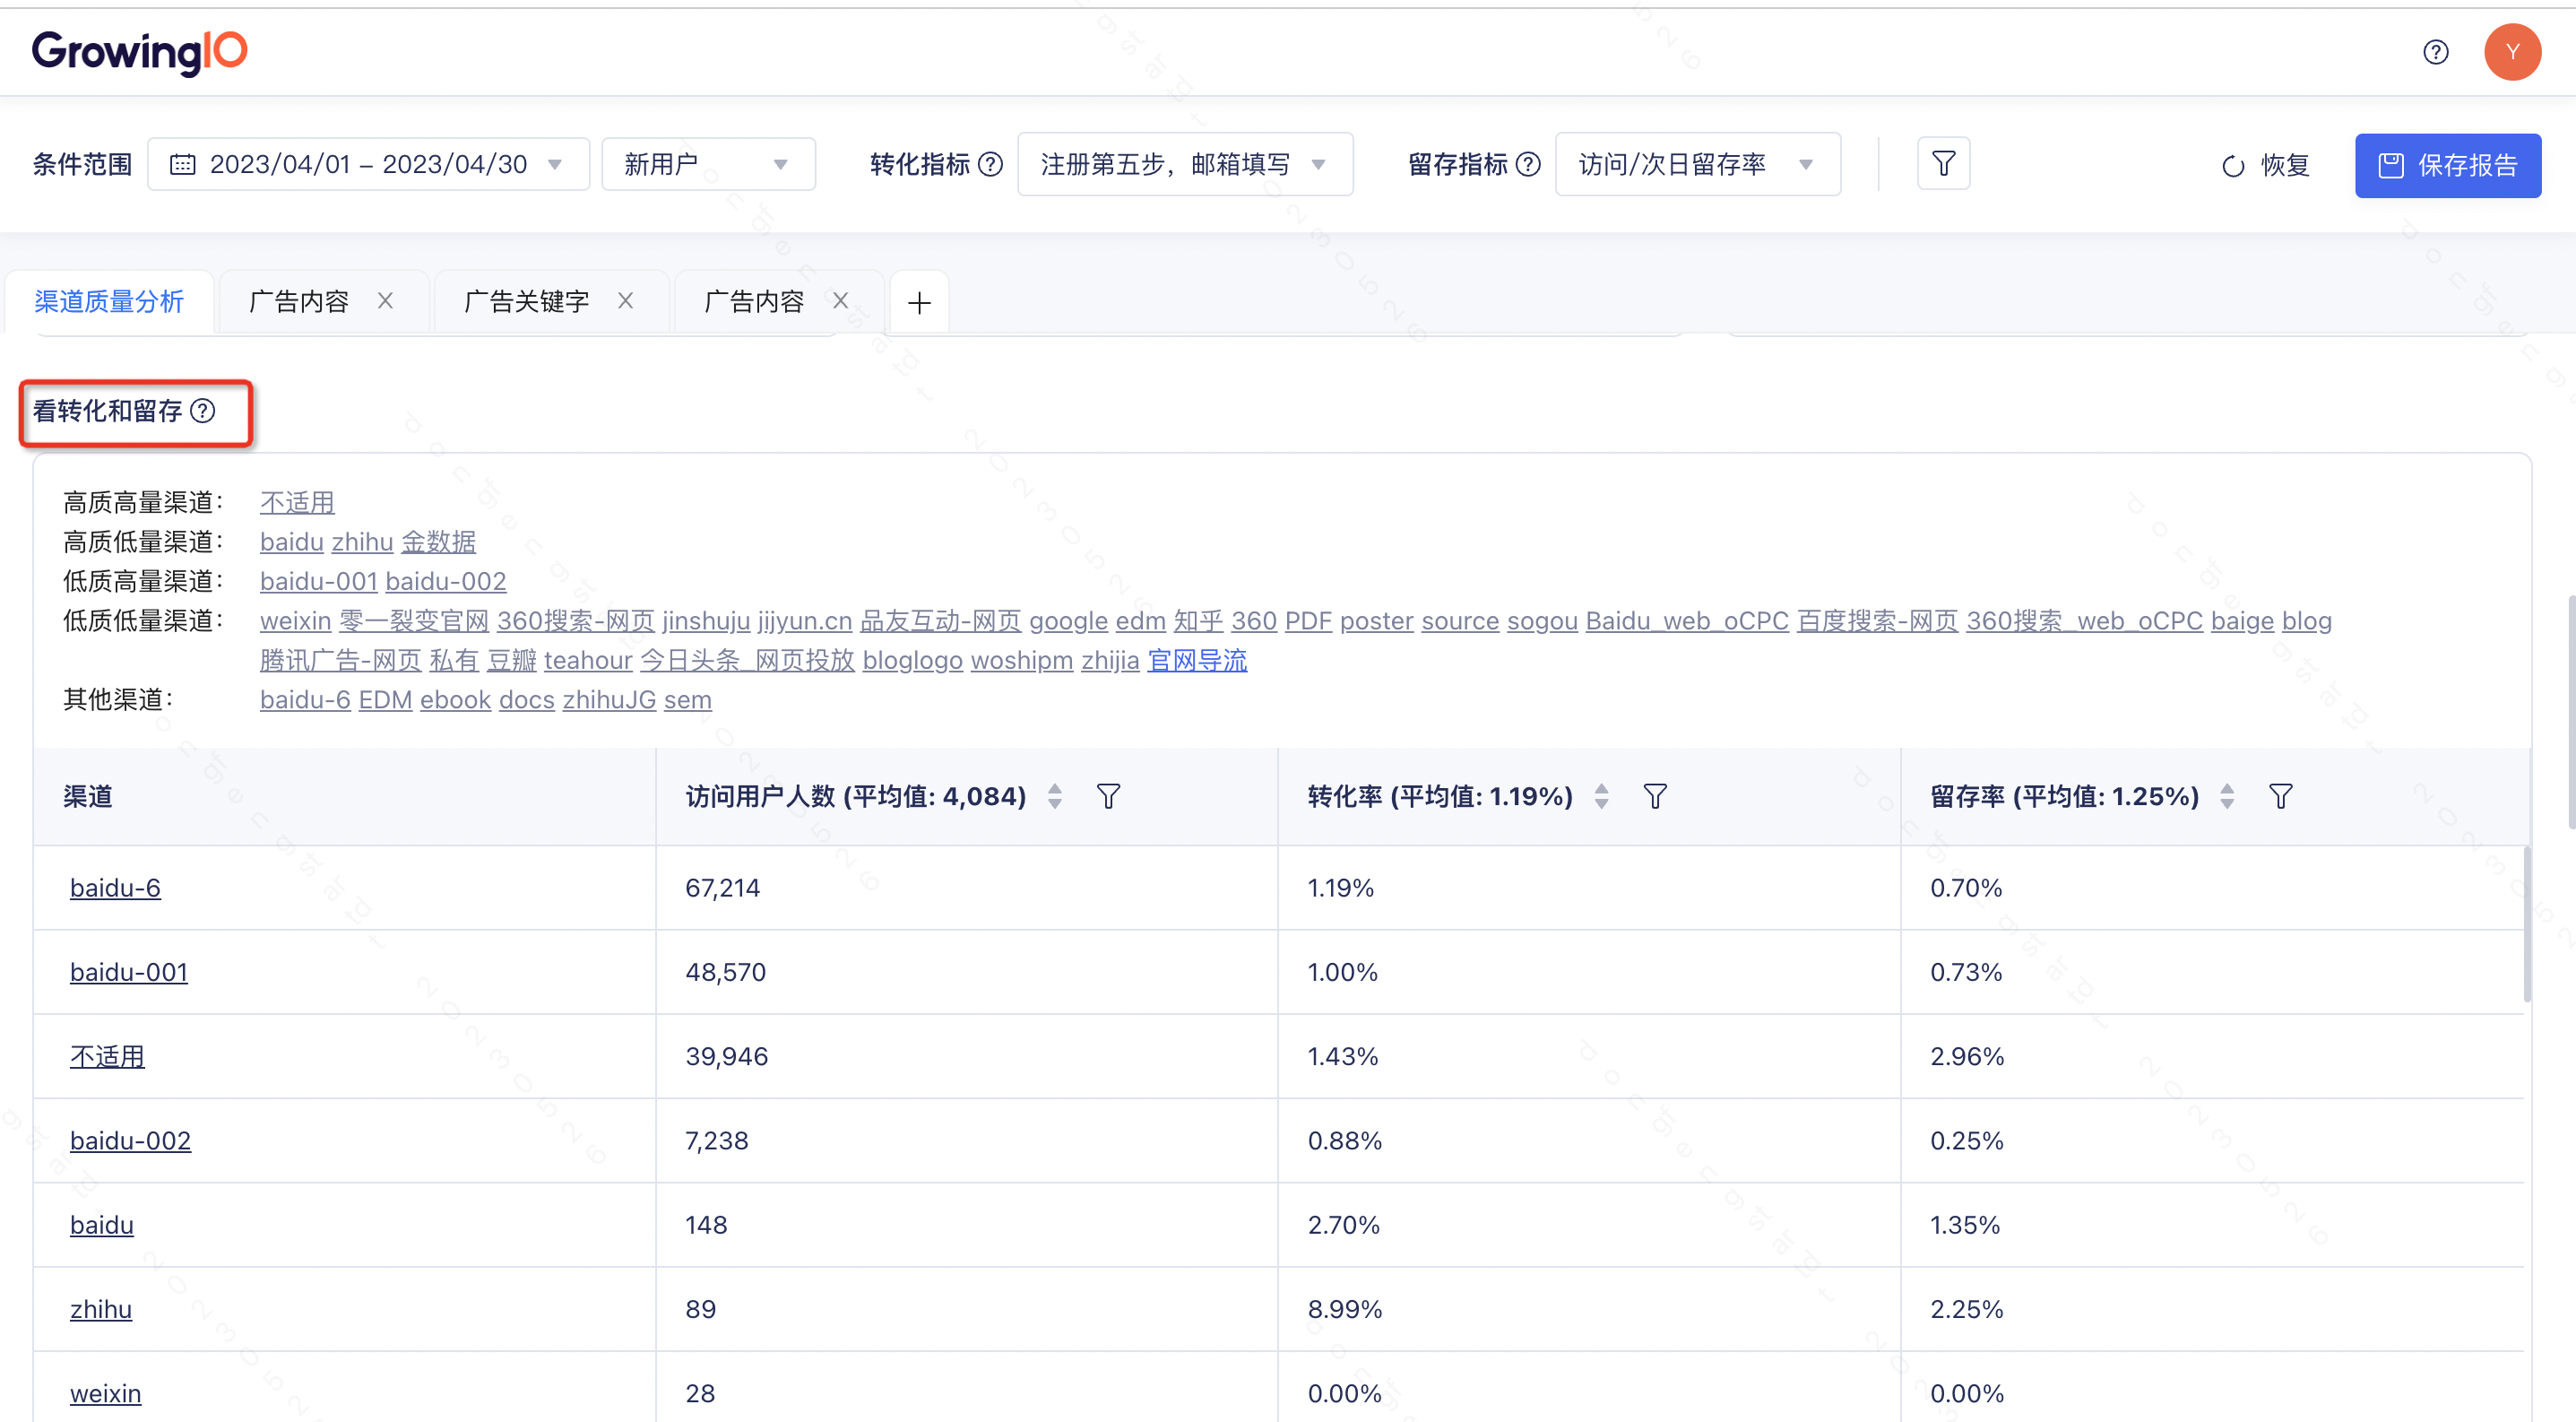 GrowingIO
Y
条件范围 2023/04/01 – 2023/04/30 新用户 转化指标 注册第五步，邮箱填写 留存指标 访问/次日留存率 恢复 保存报告
渠道质量分析 广告内容 广告关键字 广告内容
看转化和留存
高质高量渠道： 不适用
高质低量渠道： baidu zhihu 金数据
低质高量渠道： baidu-001 baidu-002
低质低量渠道： weixin 零一裂变官网 360搜索-网页 jinshuju jijyun.cn 品友互动-网页 google edm 知乎 360 PDF poster source sogou Baidu_web_oCPC 百度搜索-网页 360搜索_web_oCPC baige blog
腾讯广告-网页 私有 豆瓣 teahour 今日头条_网页投放 bloglogo woshipm zhijia 官网导流
其他渠道： baidu-6 EDM ebook docs zhihuJG sem
渠道 访问用户人数 (平均值: 4,084) 转化率 (平均值: 1.19%) 留存率 (平均值: 1.25%)
baidu-6 67,214 1.19% 0.70%
baidu-001 48,570 1.00% 0.73%
不适用 39,946 1.43% 2.96%
baidu-002 7,238 0.88% 0.25%
baidu 148 2.70% 1.35%
zhihu 89 8.99% 2.25%
weixin 28 0.00% 0.00%